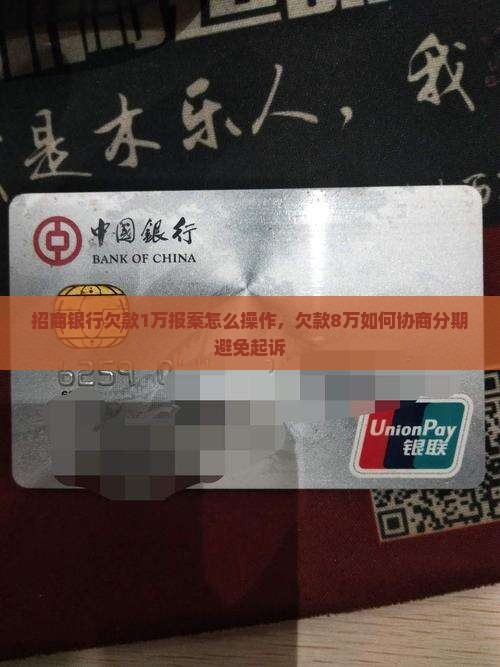 是木乐人，我
中国銀行
BANK OF CHINA
招商银行欠款1万报案怎么操作，欠款8万如何协商分期
避免起诉
6259
UnionPay
银联